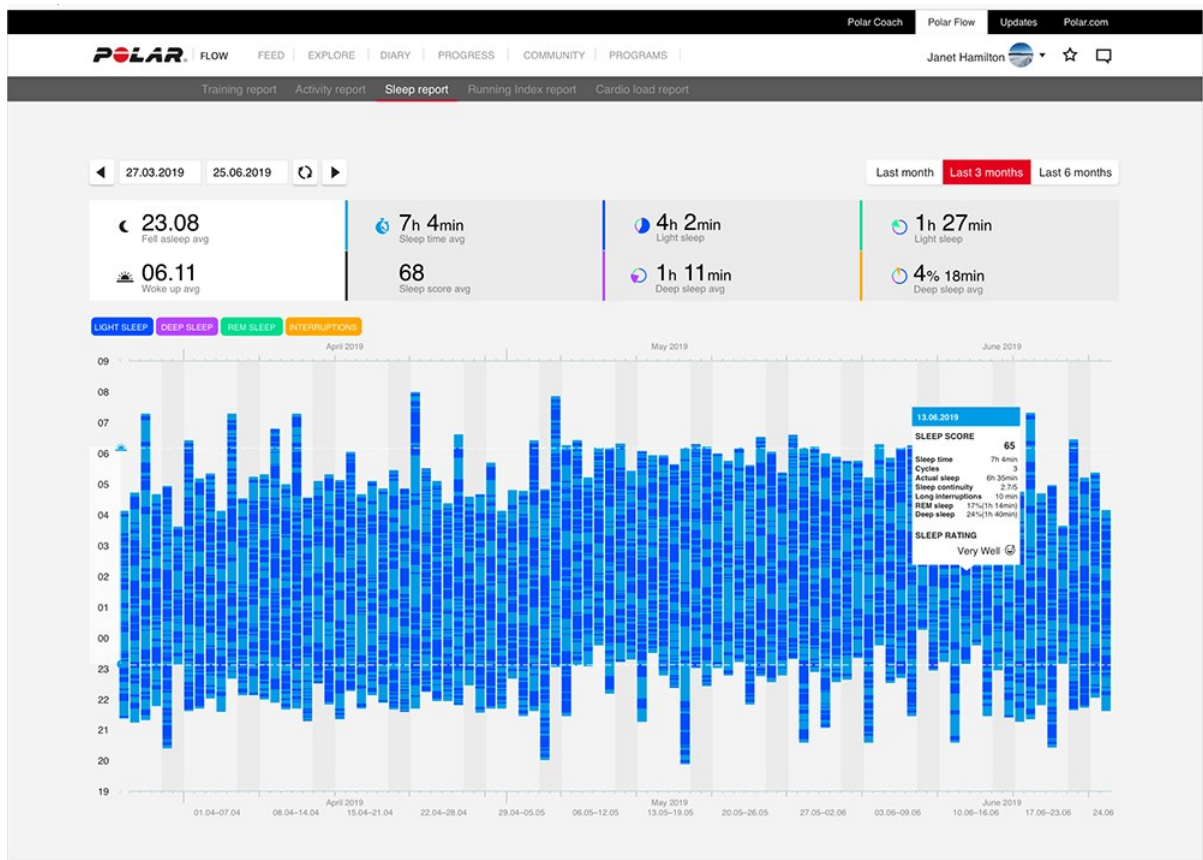 Polar Coach Polar Flow Updates Polar.com
POLAR. FLOW FEED EXPLORE DIARY PROGRESS COMMUNITY PROGRAMS Janet Hamilton
Training report Activity report Sleep report Running Index report Cardio load report
27.03.2019 25.06.2019 Last month Last 3 months Last 6 months
23.08 7h 4min 4h 2min 1h 27min
Fell asleep avg Sleep time avg Light sleep Light sleep
06.11 68 1h 11min 4% 18min
Woke up avg Sleep score avg Deep sleep avg Deep sleep avg
LIGHT SLEEP DEEP SLEEP REM SLEEP INTERRUPTIONS
April 2019 May 2019 June 2019
09
08
07
06
05
04
03
02
01
00
23
22
21
20
19
13.06.2019
SLEEP SCORE
65
Sleep time 7h 4min
Cycles 3
Actual sleep 6h 35min
Sleep continuity 2.7/5
Long interruptions 10 min
REM sleep 17%(1h 14min)
Deep sleep 24%(1h 40min)
SLEEP RATING
Very Well
April 2019 May 2019 June 2019
01.04–07.04 08.04–14.04 15.04–21.04 22.04–28.04 29.04–05.05 06.05–12.05 13.05–19.05 20.05–26.05 27.05–02.06 03.06–09.06 10.06–16.06 17.06–23.06 24.06